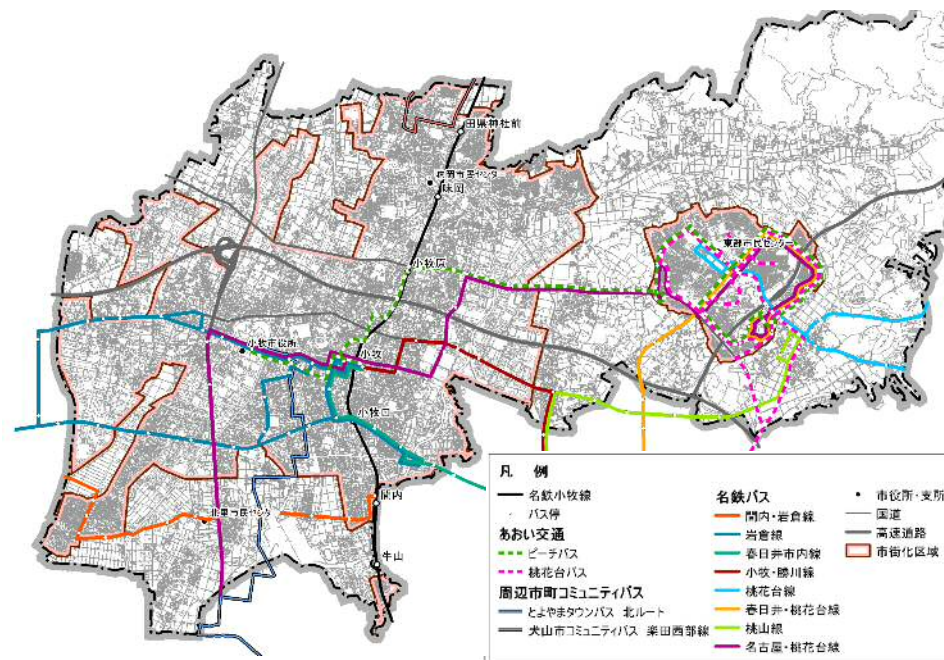 田県神社前
味岡市民センター
味岡
東部市民センター
小牧原
小牧市役所
小牧
小牧口
間内
北里市民センター
牛山
凡 例
名鉄小牧線
バス停
あおい交通
ピーチバス
桃花台バス
周辺市町コミュニティバス
とよやまタウンバス 北ルート
犬山市コミュニティバス 楽田西部線
名鉄バス
間内・岩倉線
岩倉線
春日井市内線
小牧・勝川線
桃花台線
春日井・桃花台線
桃山線
名古屋・桃花台線
市役所・支所
国道
高速道路
市街化区域